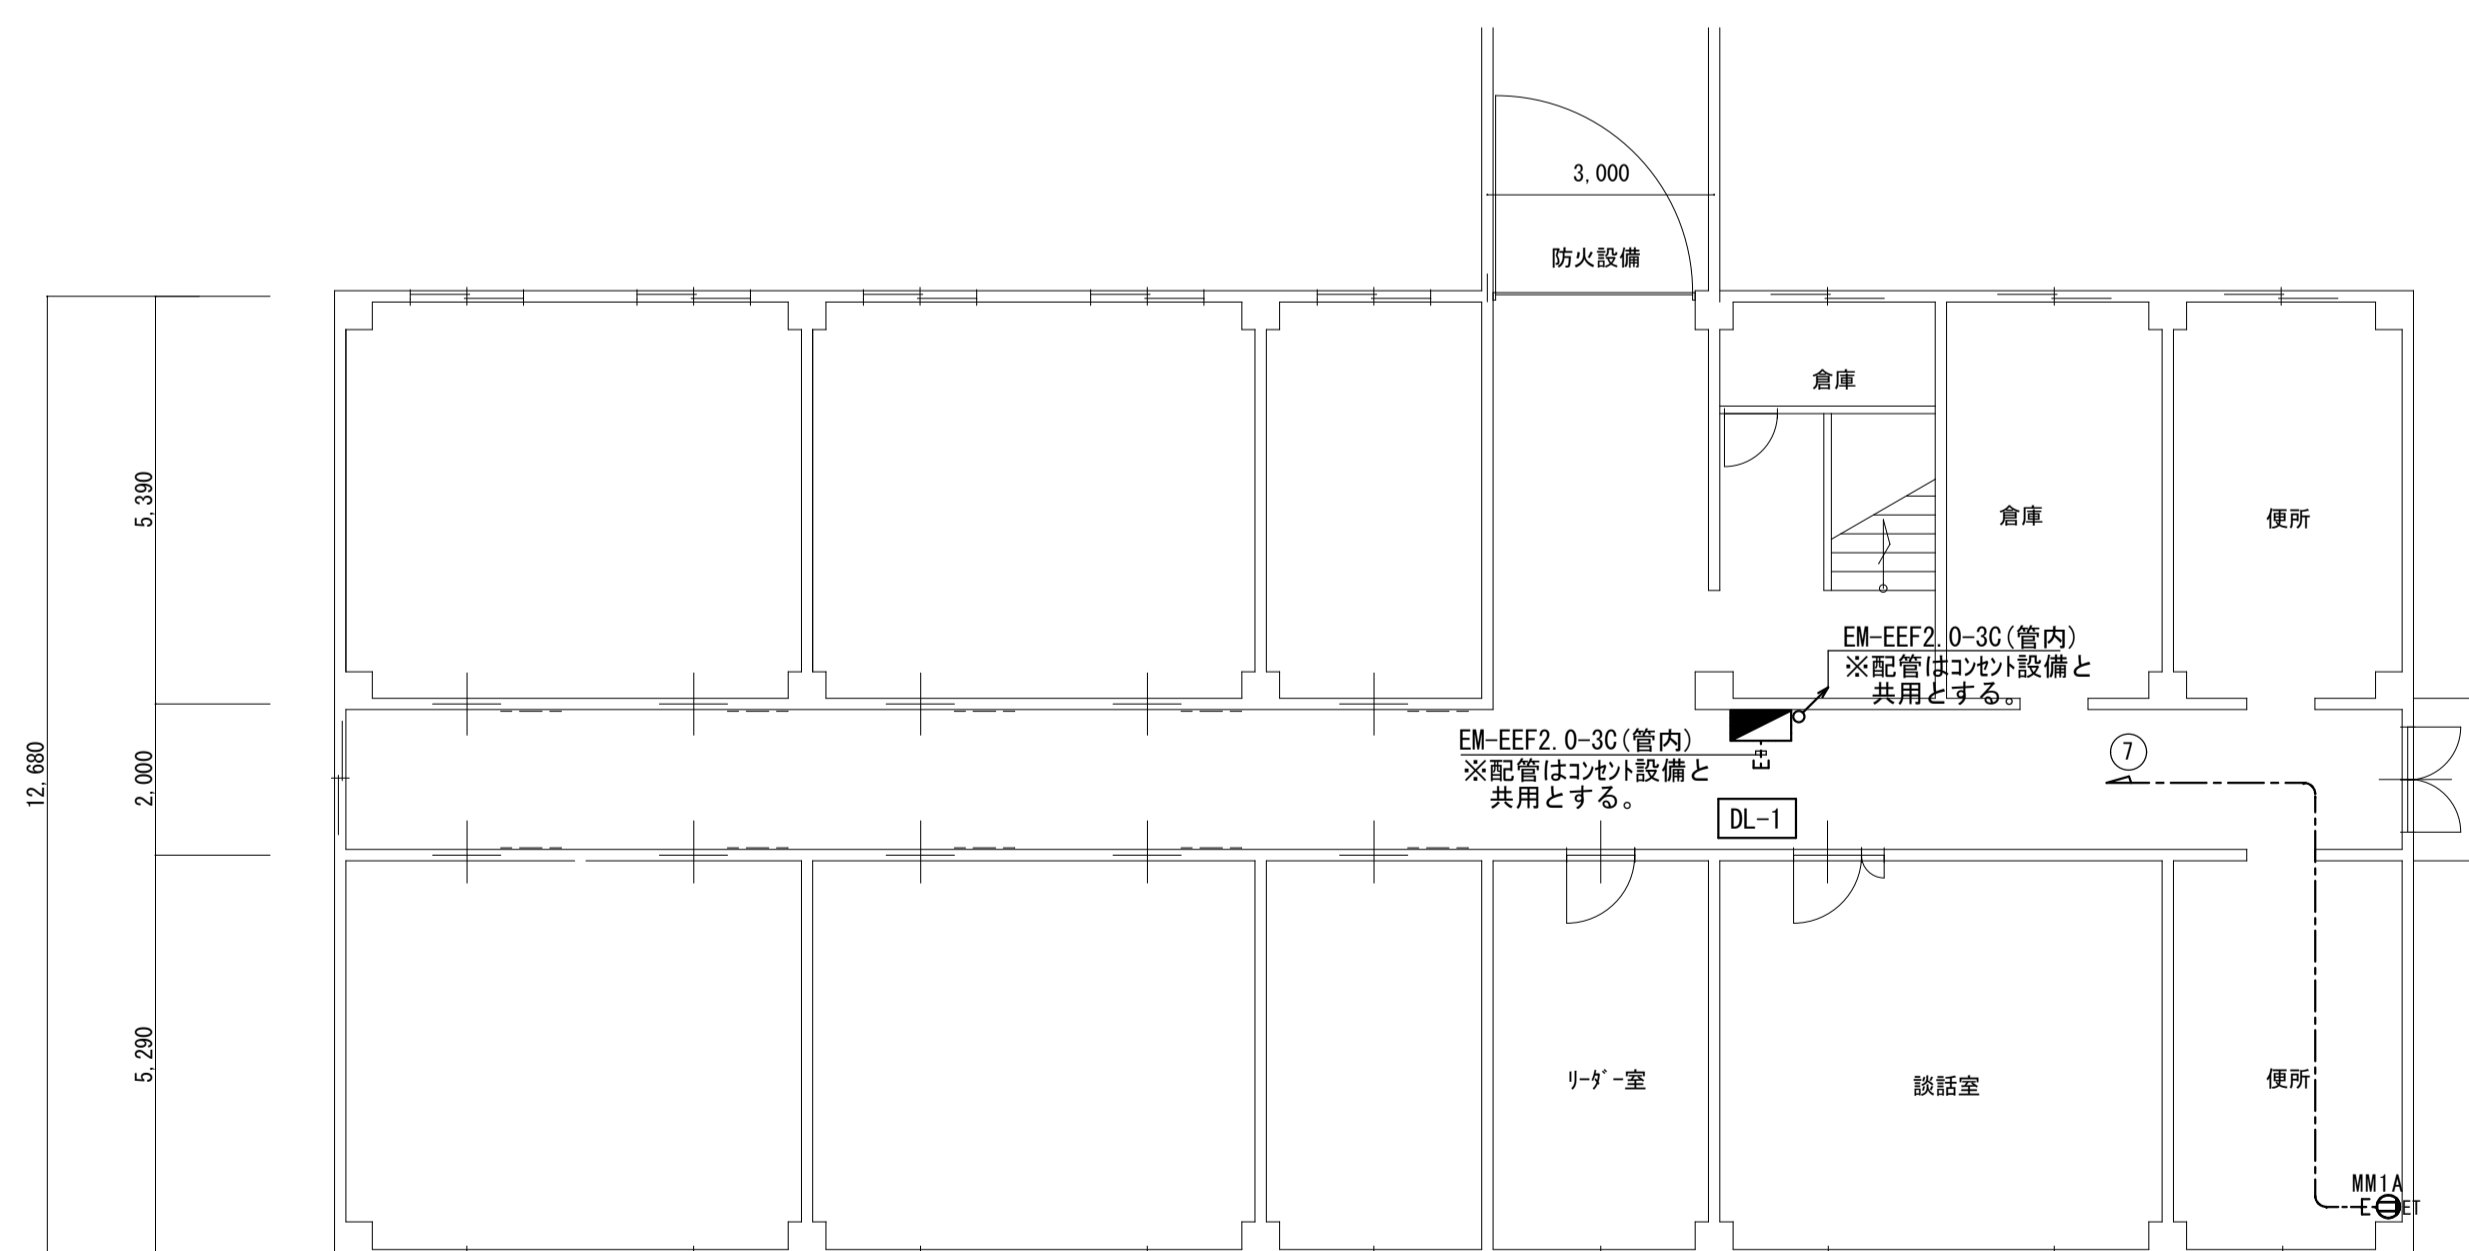 3,000
防火設備
倉庫
5,390
倉庫
便所
EM-EEF2.0-3C(管内)
※配管はｺﾝｾﾝﾄ設備と
共用とする。
12,680
2,000
EM-EEF2.0-3C(管内)
※配管はｺﾝｾﾝﾄ設備と
共用とする。
7
DL-1
5,290
ﾘｰﾀﾞｰ室
談話室
便所
MM1A
E
ET